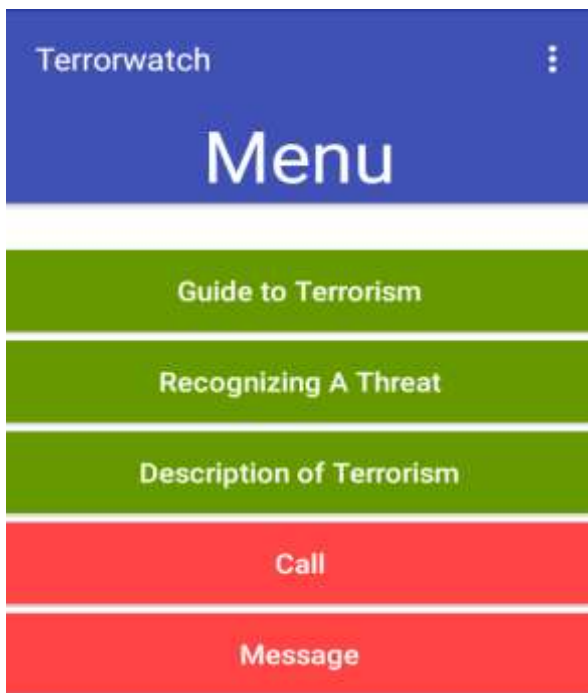 Terrorwatch
Menu
Guide to Terrorism
Recognizing A Threat
Description of Terrorism
Call
Message